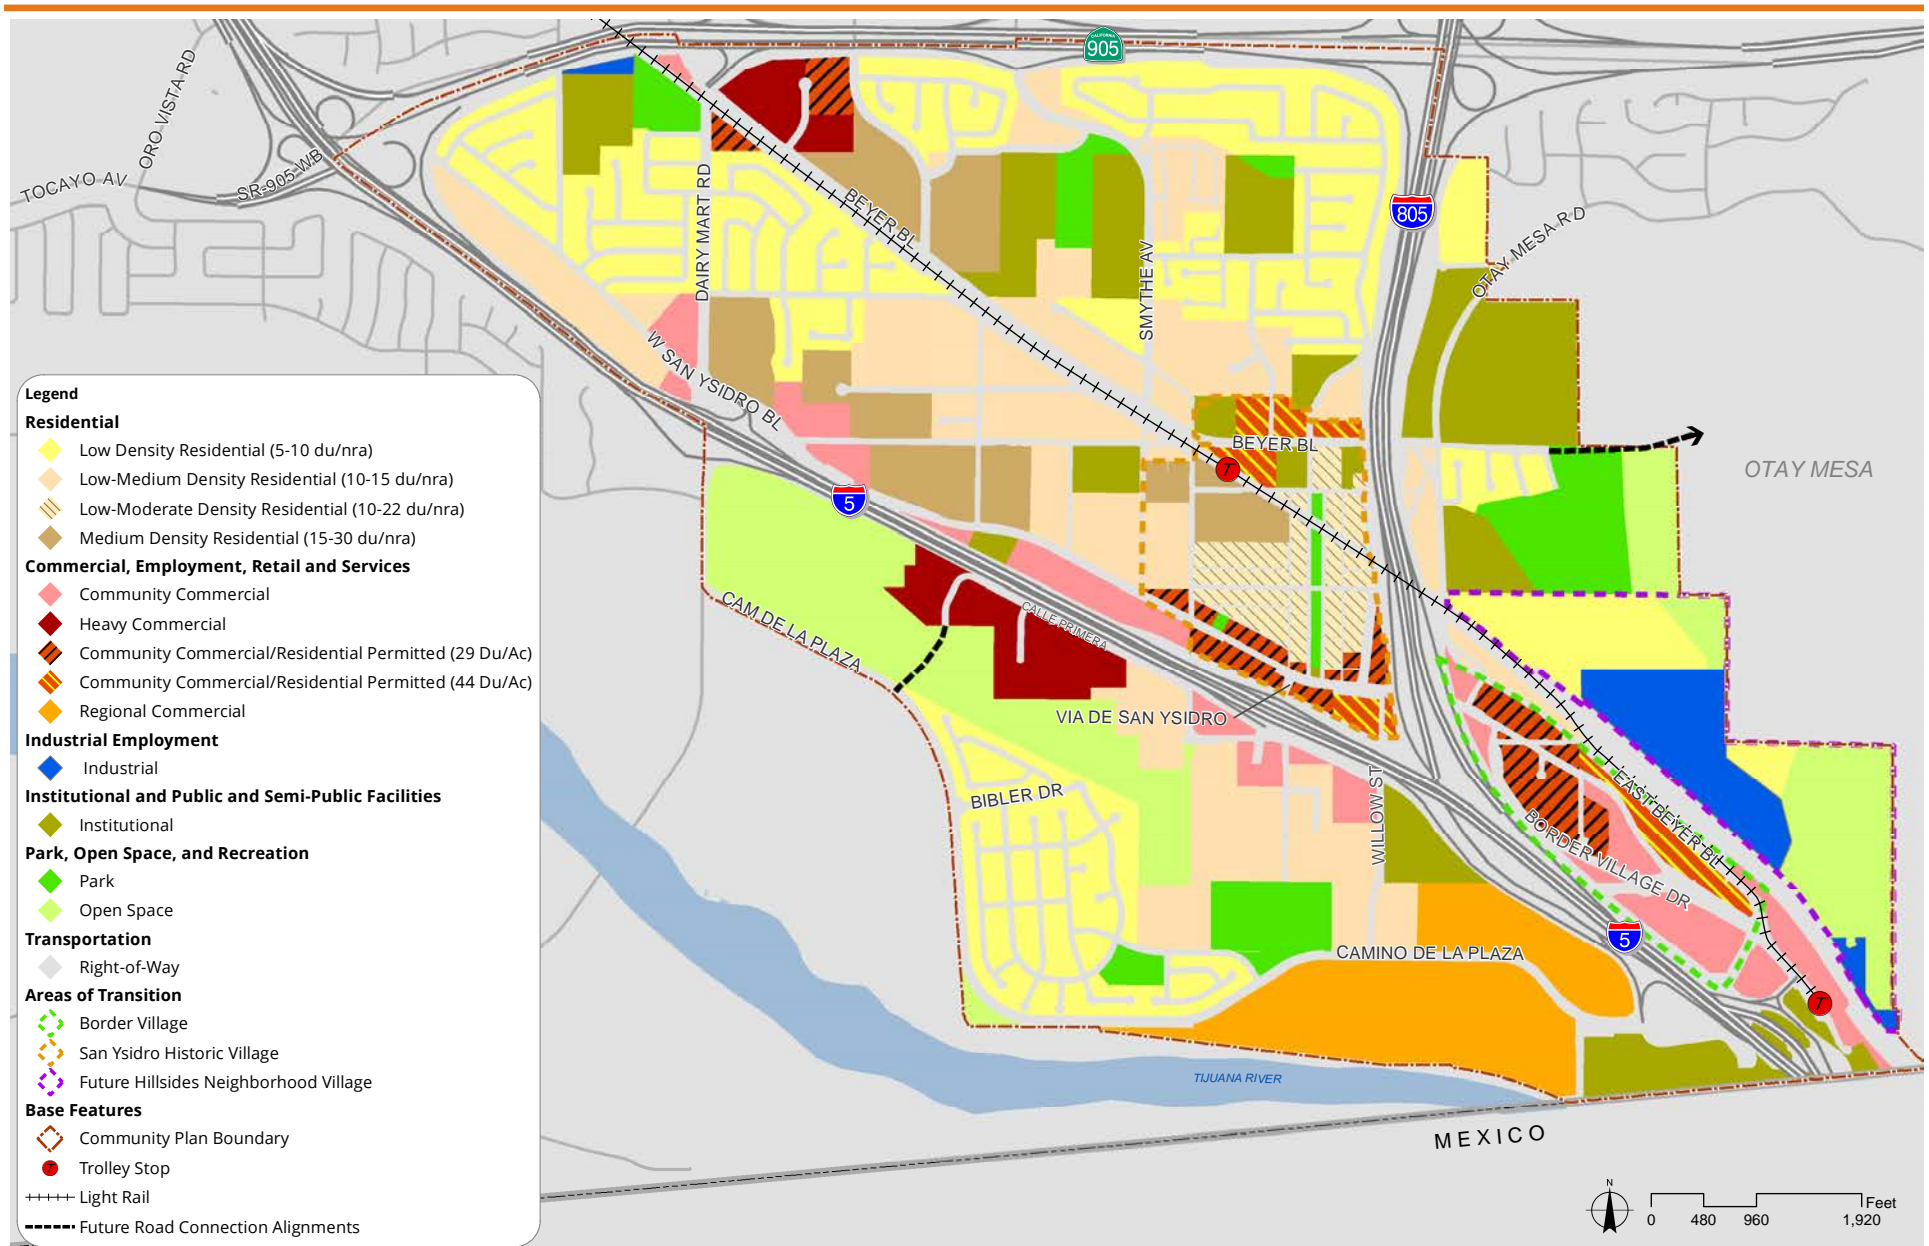 CALIFORNIA
905
ORO VISTA RD
TOCAYO AV
SR-905 WB
DAIRY MART RD
BEYER BL
SMYTHE AV
805
OTAY MESA RD
W SAN YSIDRO BL
BEYER BL
T
OTAY MESA
5
CAM DE LA PLAZA
CALLE PRIMERA
VIA DE SAN YSIDRO
BIBLER DR
WILLOW ST
EAST BEYER BL
BORDER VILLAGE DR
5
CAMINO DE LA PLAZA
T
TIJUANA RIVER
MEXICO
Legend
Residential
Low Density Residential (5-10 du/nra)
Low-Medium Density Residential (10-15 du/nra)
Low-Moderate Density Residential (10-22 du/nra)
Medium Density Residential (15-30 du/nra)
Commercial, Employment, Retail and Services
Community Commercial
Heavy Commercial
Community Commercial/Residential Permitted (29 Du/Ac)
Community Commercial/Residential Permitted (44 Du/Ac)
Regional Commercial
Industrial Employment
Industrial
Institutional and Public and Semi-Public Facilities
Institutional
Park, Open Space, and Recreation
Park
Open Space
Transportation
Right-of-Way
Areas of Transition
Border Village
San Ysidro Historic Village
Future Hillsides Neighborhood Village
Base Features
Community Plan Boundary
T Trolley Stop
Light Rail
Future Road Connection Alignments
N
Feet
0 480 960 1,920